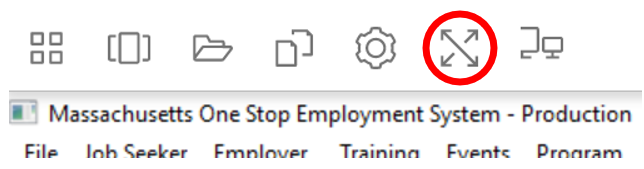 Massachusetts One Stop Employment System - Production
File Job Seeker Employer Training Events Program